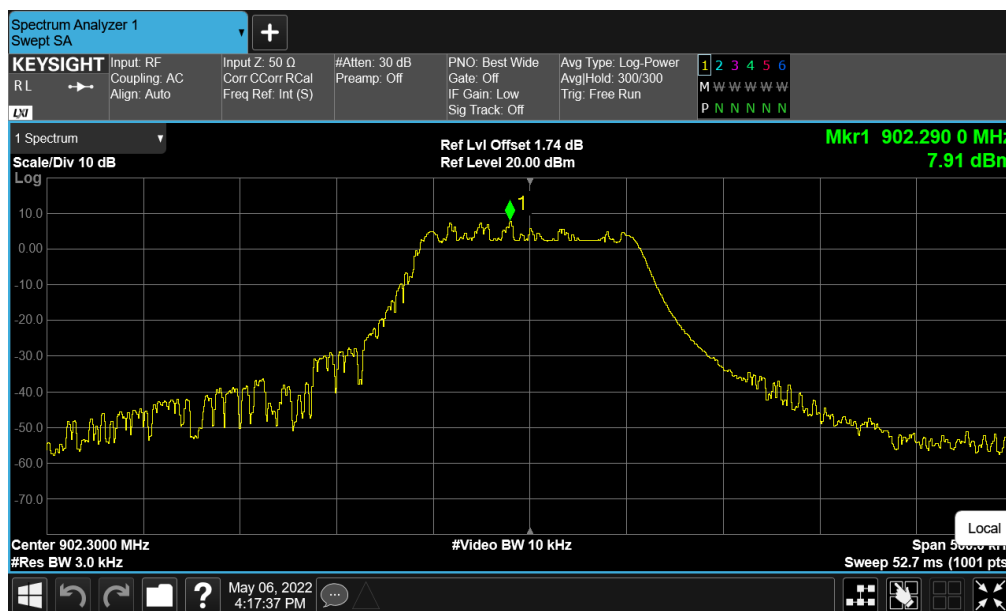 Spectrum Analyzer 1
Swept SA
+
KEYSIGHT
R L
LXI
Input: RF
Coupling: AC
Align: Auto
Input Z: 50 Ω
Corr CCorr RCal
Freq Ref: Int (S)
#Atten: 30 dB
Preamp: Off
PNO: Best Wide
Gate: Off
IF Gain: Low
Sig Track: Off
Avg Type: Log-Power
Avg|Hold: 300/300
Trig: Free Run
1 2 3 4 5 6
M W W W W W
P N N N N N
1 Spectrum
Scale/Div 10 dB
Ref Lvl Offset 1.74 dB
Ref Level 20.00 dBm
Mkr1 902.290 0 MHz
7.91 dBm
Log
1
10.0
0.00
-10.0
-20.0
-30.0
-40.0
-50.0
-60.0
-70.0
Local
Center 902.3000 MHz
#Video BW 10 kHz
Span
#Res BW 3.0 kHz
Sweep 52.7 ms (1001 pts
?
May 06, 2022
4:17:37 PM